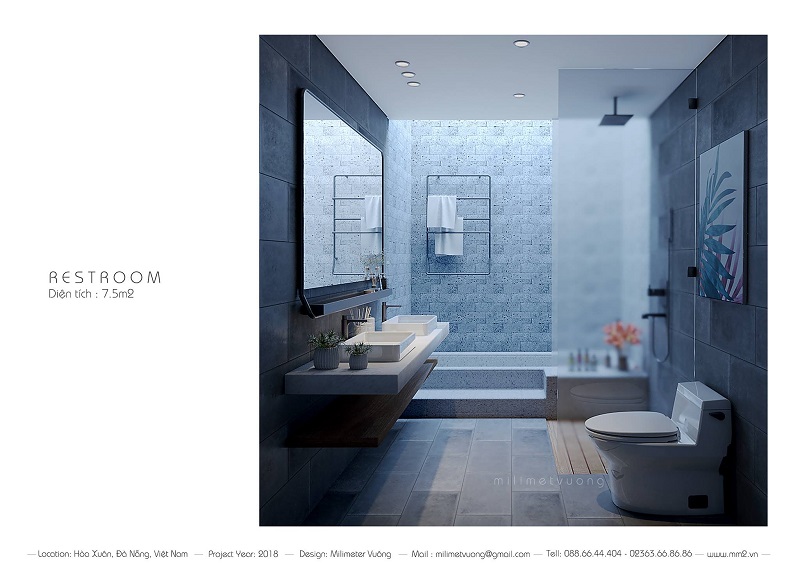 RESTROOM
Diện tích : 7.5m2
milimetvuong
Location: Hòa Xuân, Đà Nẵng, Việt Nam — Project Year: 2018 — Design: Milimeter Vuông — Mail : milimetvuong@gmail.com — Tell: 088.66.44.404 - 02363.66.86.86 — www.mm2.vn